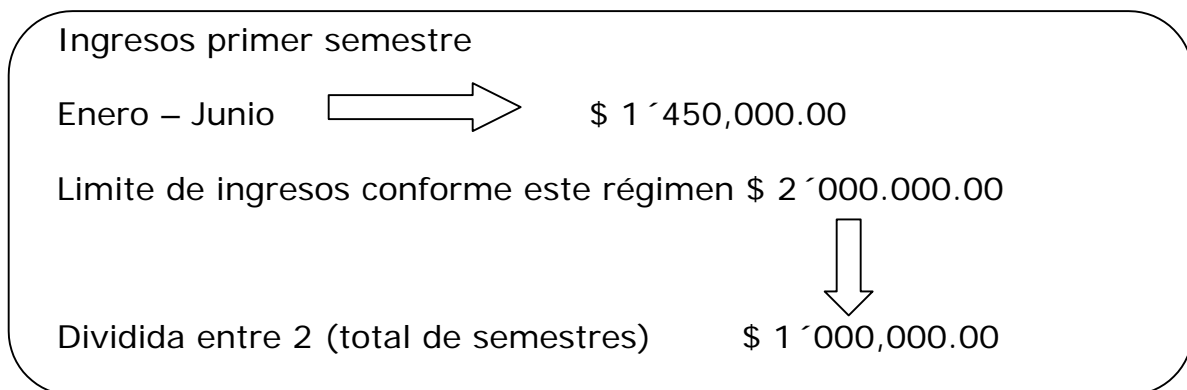 Ingresos primer semestre
Enero – Junio $ 1´450,000.00
Limite de ingresos conforme este régimen $ 2´000.000.00
Dividida entre 2 (total de semestres) $ 1´000,000.00